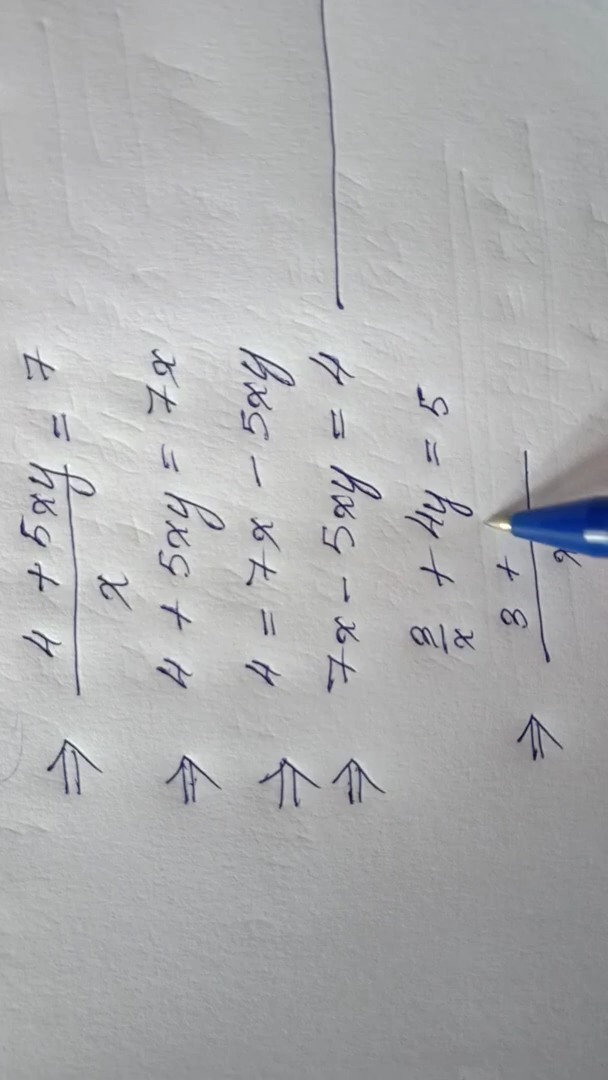 ⇒ 4 + 5xy / x = 7
⇒ 4 + 5xy = 7x
⇒ 4 = 7x - 5xy
⇒ 7x - 5xy = 4
3/x + 4y = 5
⇒ 3 + / x